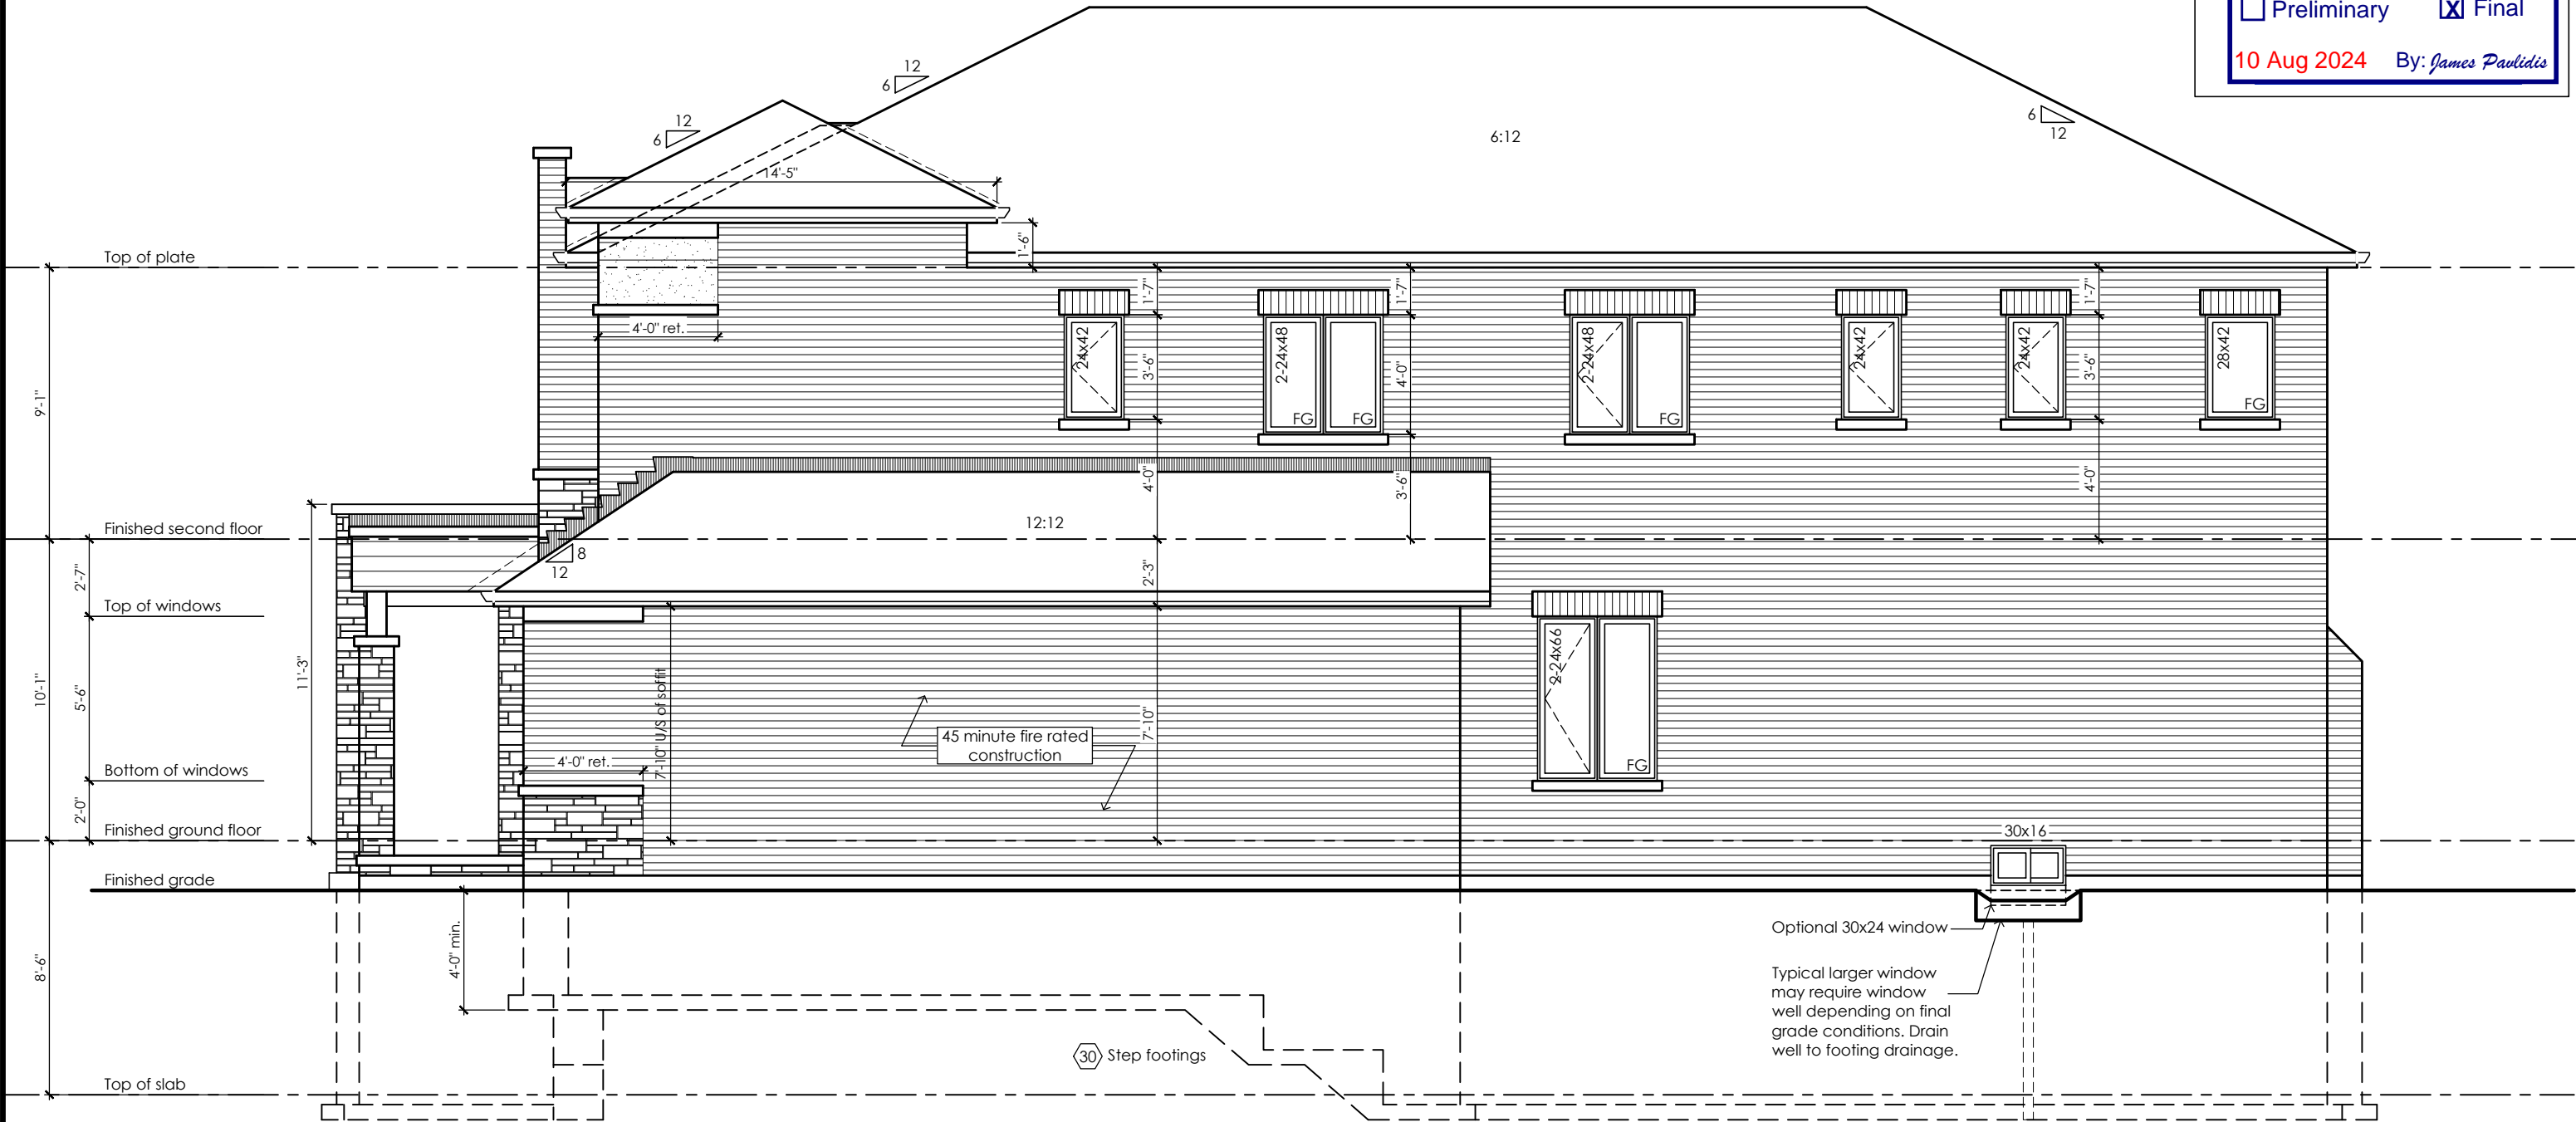 Preliminary
X Final
10 Aug 2024
By: James Pavlidis
12
6
12
6
6
12
6:12
14'-5"
1'-6"
Top of plate
1'-7"
1'-7"
1'-7"
4'-0" ret.
24x42
3'-6"
2-24x48
FG
FG
4'-0"
2-24x48
FG
24x42
24x42
3'-6"
28x42
FG
9'-1"
4'-0"
3'-6"
4'-0"
Finished second floor
12:12
8
12
2'-7"
2'-3"
Top of windows
11'-3"
10'-1"
5'-6"
7'-10" U/S of soffit
7'-10"
2-24x66
FG
45 minute fire rated
construction
4'-0" ret.
Bottom of windows
2'-0"
Finished ground floor
30x16
Finished grade
4'-0" min.
8'-6"
Optional 30x24 window
Typical larger window
may require window
well depending on final
grade conditions. Drain
well to footing drainage.
30 Step footings
Top of slab